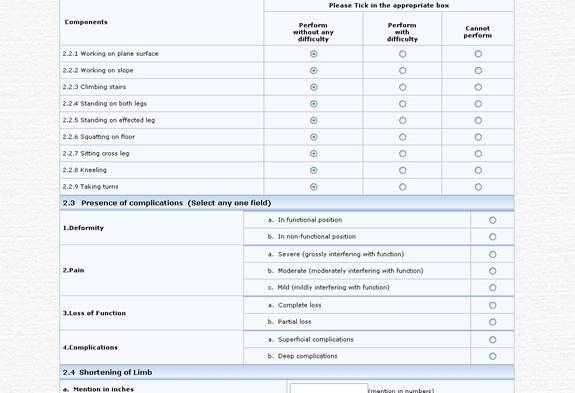 Please Tick in the appropriate box
Components
Perform without any difficulty
Perform with difficulty
Cannot perform
2.2.1 Working on plane surface
2.2.2 Working on slope
2.2.3 Climbing stairs
2.2.4 Standing on both legs
2.2.5 Standing on effected leg
2.2.6 Squatting on floor
2.2.7 Sitting cross leg
2.2.8 Kneeling
2.2.9 Taking turns
2.3 Presence of complications (Select any one field)
1.Deformity
a. In functional position
b. In non-functional position
2.Pain
a. Severe (grossly interfering with function)
b. Moderate (moderately interfering with function)
c. Mild (mildly interfering with function)
3.Loss of Function
a. Complete loss
b. Partial loss
4.Complications
a. Superficial complications
b. Deep complications
2.4 Shortening of Limb
a. Mention in inches
(mention in numbers)